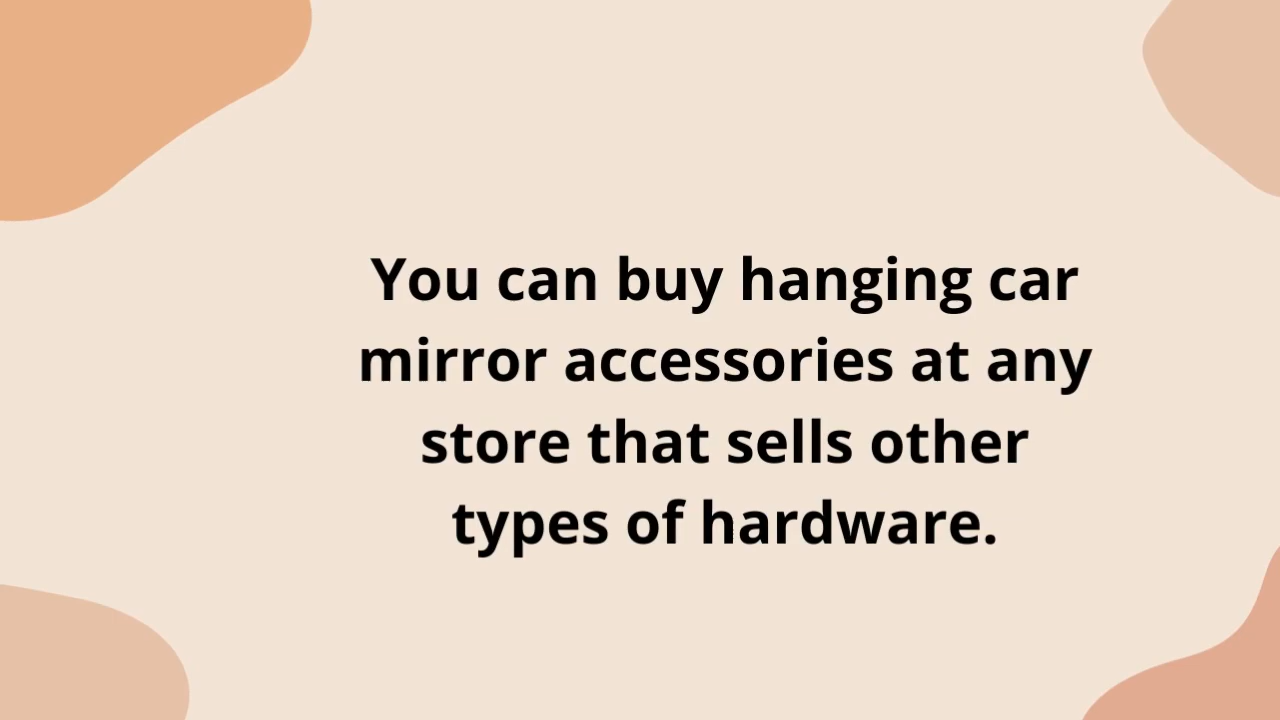 You can buy hanging car
mirror accessories at any
store that sells other
types of hardware.